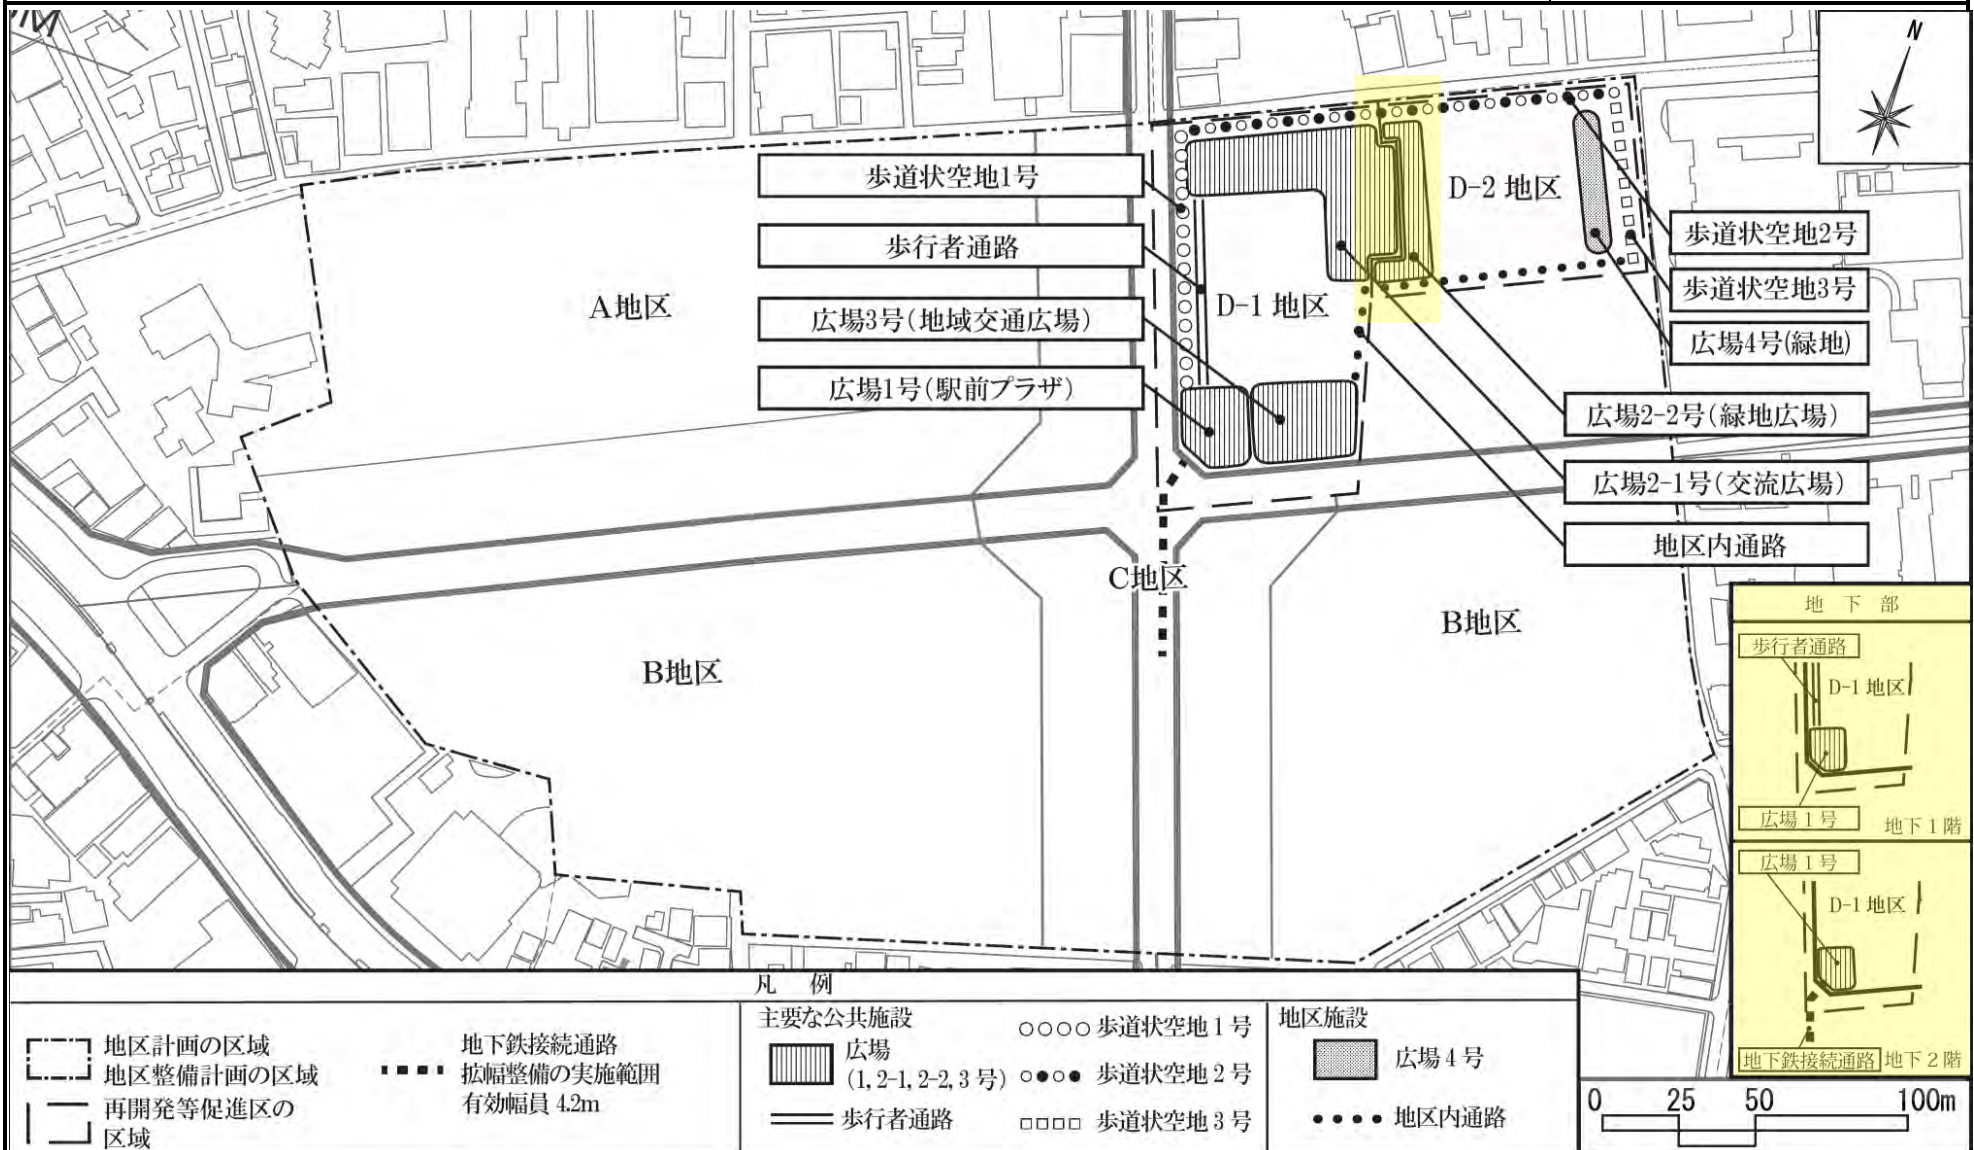 N
歩道状空地1号
歩行者通路
広場3号(地域交通広場)
広場1号(駅前プラザ)
D-2 地区
D-1 地区
A地区
歩道状空地2号
歩道状空地3号
広場4号(緑地)
広場2-2号(緑地広場)
広場2-1号(交流広場)
地区内通路
C地区
B地区
B地区
地下部
歩行者通路
D-1 地区
広場1号
地下1階
広場1号
D-1 地区
地下鉄接続通路
地下2階
凡 例
地区計画の区域
地区整備計画の区域
再開発等促進区の
区域
地下鉄接続通路
拡幅整備の実施範囲
有効幅員 4.2m
主要な公共施設
広場
(1, 2-1, 2-2, 3 号)
歩行者通路
歩道状空地 1 号
歩道状空地 2 号
歩道状空地 3 号
地区施設
広場 4 号
地区内通路
0 25 50 100m